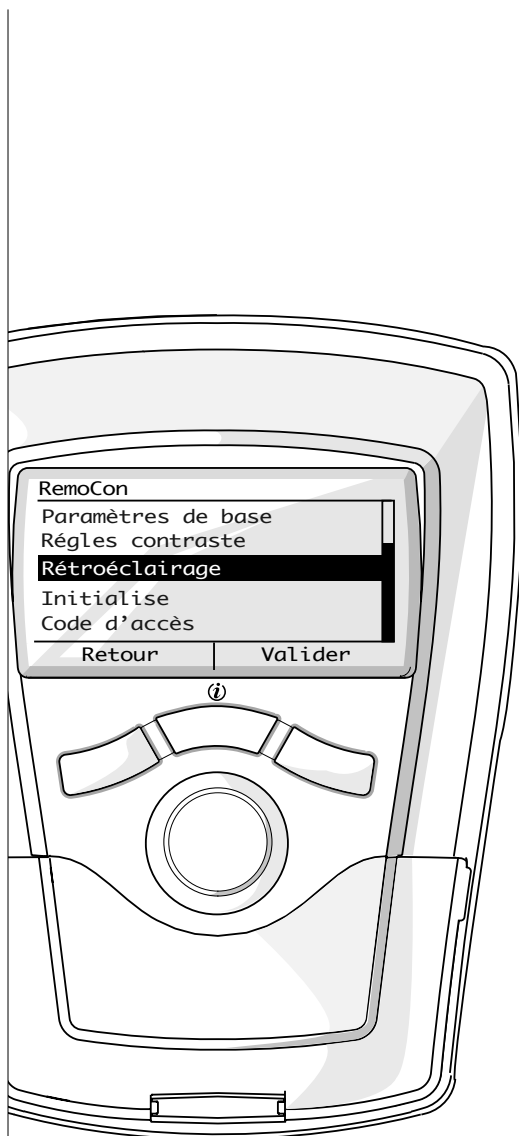 RemoCon
Paramètres de base
Régles contraste
Rétroéclairage
Initialise
Code d’accès
Retour Valider
i